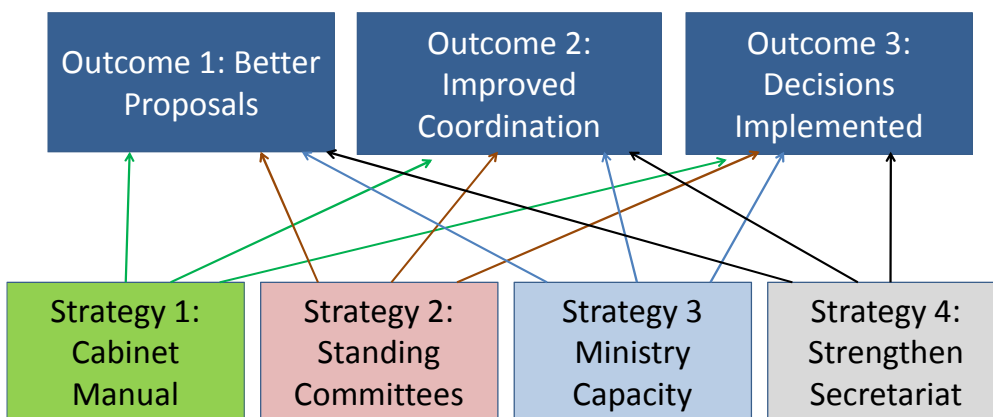 Outcome 1: Better
Proposals
Outcome 2:
Improved
Coordination
Outcome 3:
Decisions
Implemented
Strategy 1:
Cabinet
Manual
Strategy 2:
Standing
Committees
Strategy 3
Ministry
Capacity
Strategy 4:
Strengthen
Secretariat